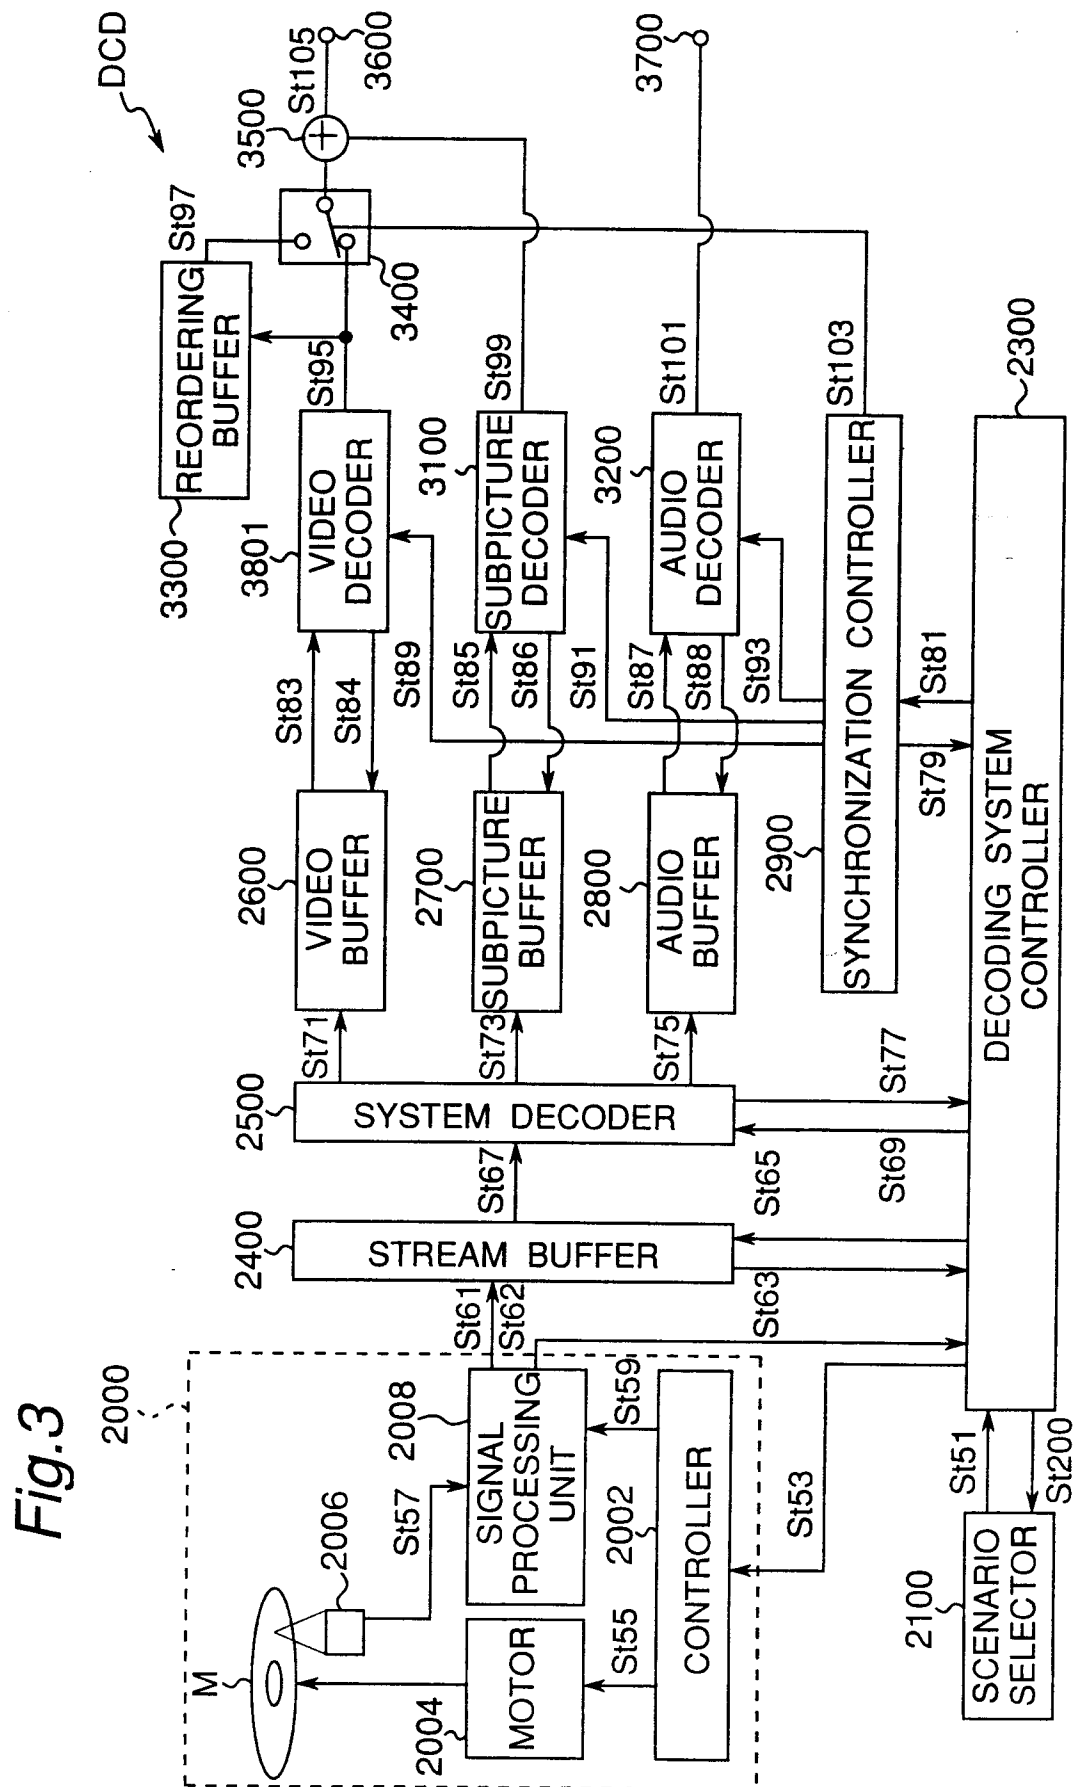 Fig.3
DCD
2000
M
2006
St57
2008
SIGNAL
PROCESSING
UNIT
2004
MOTOR
St55
St59
2002
CONTROLLER
St53
2100
SCENARIO
SELECTOR
St51
St200
St61
St62
St63
2400
STREAM BUFFER
St65
St67
2500
SYSTEM DECODER
St69
St77
St71
St73
St75
2600
VIDEO
BUFFER
2700
SUBPICTURE
BUFFER
2800
AUDIO
BUFFER
St83
St84
St89
St85
St86
St91
St87
St88
St93
3801
VIDEO
DECODER
3100
SUBPICTURE
DECODER
3200
AUDIO
DECODER
2900
SYNCHRONIZATION CONTROLLER
St79
St81
2300
DECODING SYSTEM
CONTROLLER
3300
REORDERING
BUFFER
St95
St97
St99
St101
St103
3400
3500
St105
3600
3700